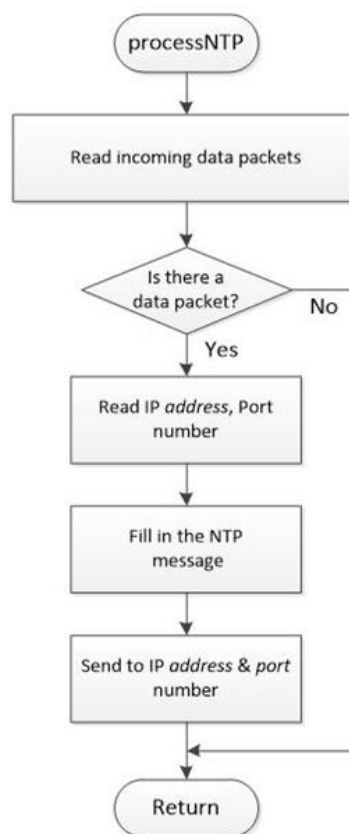 processNTP
Read incoming data packets
Is there a
data packet?
No
Yes
Read IP address, Port
number
Fill in the NTP
message
Send to IP address & port
number
Return